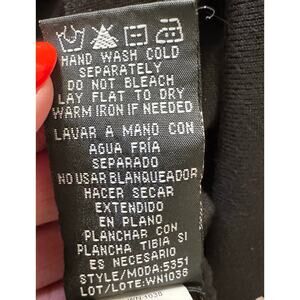 HAND WASH COLD
SEPARATELY
DO NOT BLEACH
LAY FLAT TO DRY
WARM IRON IF NEEDED
LAVAR A MANO CON
AGUA FRÍA
SEPARADO
NO USAR BLANQUEADOR
HACER SECAR
EXTENDIDO
EN PLANO
PLANCHAR CON
PLANCHA TIBIA SI
ES NECESARIO
STYLE/MODA:5351
LOT/LOTE:WN1038